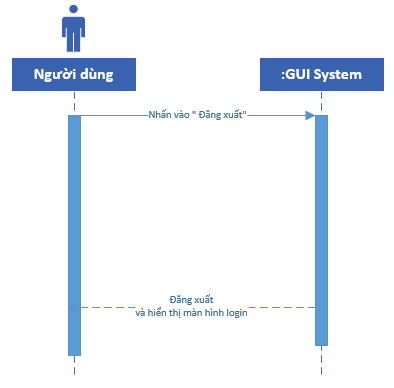 Người dùng
:GUI System
Nhấn vào " Đăng xuất"
Đăng xuất
và hiển thị màn hình login